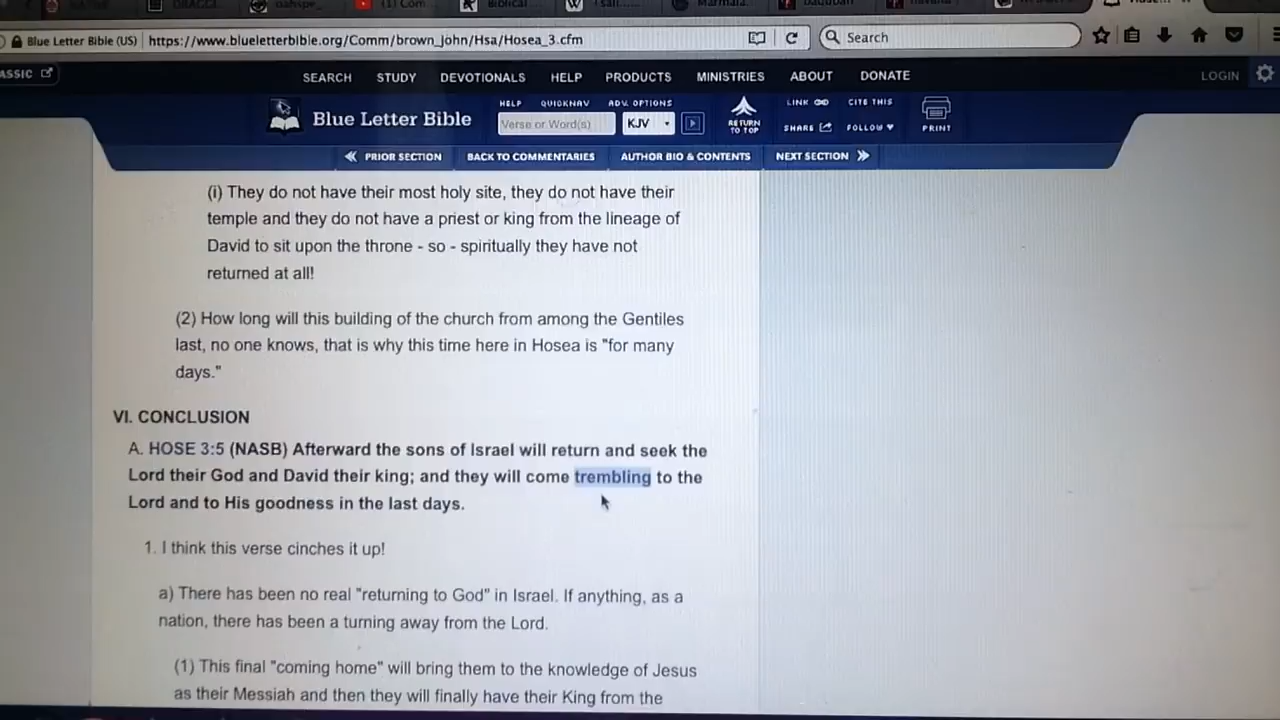 (1) Com
Biblical
W
Blue Letter Bible (US)
https://www.blueletterbible.org/Comm/brown_john/Hsa/Hosea_3.cfm
Search
ASSIC
SEARCH STUDY DEVOTIONALS HELP PRODUCTS MINISTRIES ABOUT DONATE LOGIN
HELP QUICKNAV ADV. OPTIONS
Blue Letter Bible
Verse or Word(s)
KJV
RETURN
TO TOP
LINK CITE THIS
SHARE FOLLOW
PRINT
PRIOR SECTION BACK TO COMMENTARIES AUTHOR BIO & CONTENTS NEXT SECTION
(i) They do not have their most holy site, they do not have their
temple and they do not have a priest or king from the lineage of
David to sit upon the throne - so - spiritually they have not
returned at all!
(2) How long will this building of the church from among the Gentiles
last, no one knows, that is why this time here in Hosea is "for many
days."
VI. CONCLUSION
A. HOSE 3:5 (NASB) Afterward the sons of Israel will return and seek the
Lord their God and David their king; and they will come trembling to the
Lord and to His goodness in the last days.
1. I think this verse cinches it up!
a) There has been no real "returning to God" in Israel. If anything, as a
nation, there has been a turning away from the Lord.
(1) This final "coming home" will bring them to the knowledge of Jesus
as their Messiah and then they will finally have their King from the